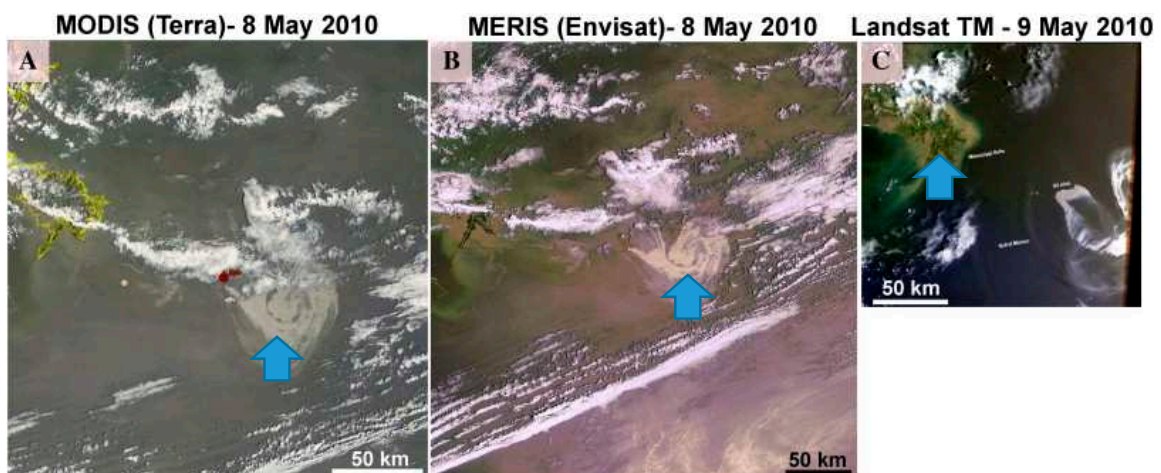 MODIS (Terra)- 8 May 2010
MERIS (Envisat)- 8 May 2010
Landsat TM - 9 May 2010
A
B
C
50 km
50 km
50 km